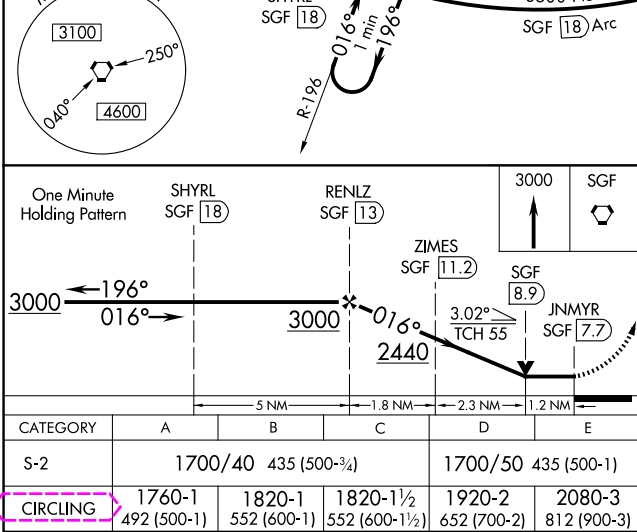 SGF 18
3100
250°
040°
4600
016°
1 min
196°
R-196
SGF 18 Arc
One Minute
Holding Pattern
SHYRL
SGF 18
RENLZ
SGF 13
3000
SGF
ZIMES
SGF 11.2
SGF
8.9
JNMYR
SGF 7.7
3000
196°
016°
3000
016°
2440
3.02°
TCH 55
5 NM
1.8 NM
2.3 NM
1.2 NM
CATEGORY A B C D E
S-2 1700/40 435 (500-¾) 1700/50 435 (500-1)
CIRCLING 1760-1 1820-1 1820-1½ 1920-2 2080-3
492 (500-1) 552 (600-1) 552 (600-1½) 652 (700-2) 812 (900-3)